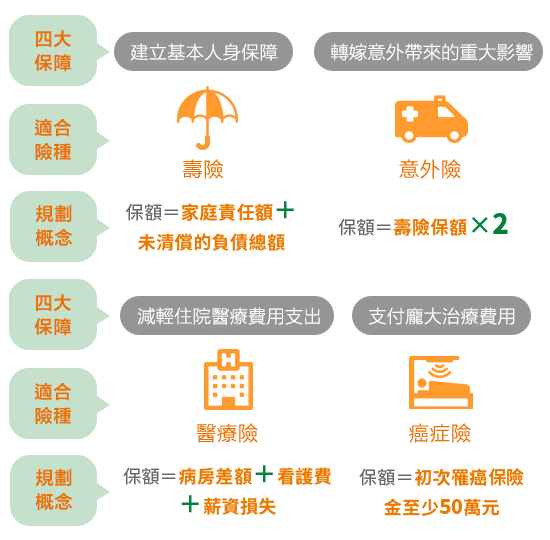 四大
保障
建立基本人身保障
轉嫁意外帶來的重大影響
適合
險種
壽險
意外險
規劃
概念
保額＝家庭責任額＋
未清償的負債總額
保額＝壽險保額×2
四大
保障
減輕住院醫療費用支出
支付龐大治療費用
適合
險種
H
醫療險
癌症險
規劃
概念
保額＝病房差額＋看護費
＋薪資損失
保額＝初次罹癌保險
金至少50萬元